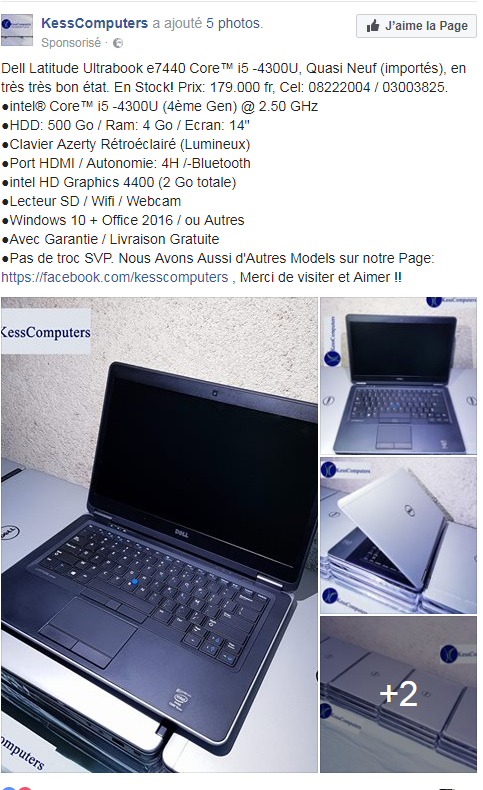 KessComputers a ajouté 5 photos.
Sponsorisé ·
J'aime la Page
Dell Latitude Ultrabook e7440 Core™ i5 -4300U, Quasi Neuf (importés), en
très très bon état. En Stock! Prix: 179.000 fr, Cel: 08222004 / 03003825.
●intel® Core™ i5 -4300U (4ème Gen) @ 2.50 GHz
●HDD: 500 Go / Ram: 4 Go / Ecran: 14"
●Clavier Azerty Rétroéclairé (Lumineux)
●Port HDMI / Autonomie: 4H /-Bluetooth
●intel HD Graphics 4400 (2 Go totale)
●Lecteur SD / Wifi / Webcam
●Windows 10 + Office 2016 / ou Autres
●Avec Garantie / Livraison Gratuite
●Pas de troc SVP. Nous Avons Aussi d'Autres Models sur notre Page:
https://facebook.com/kesscomputers , Merci de visiter et Aimer !!
KessComputers
DELL
omputers
KessComputers
KessComputers
KessComputers
+2